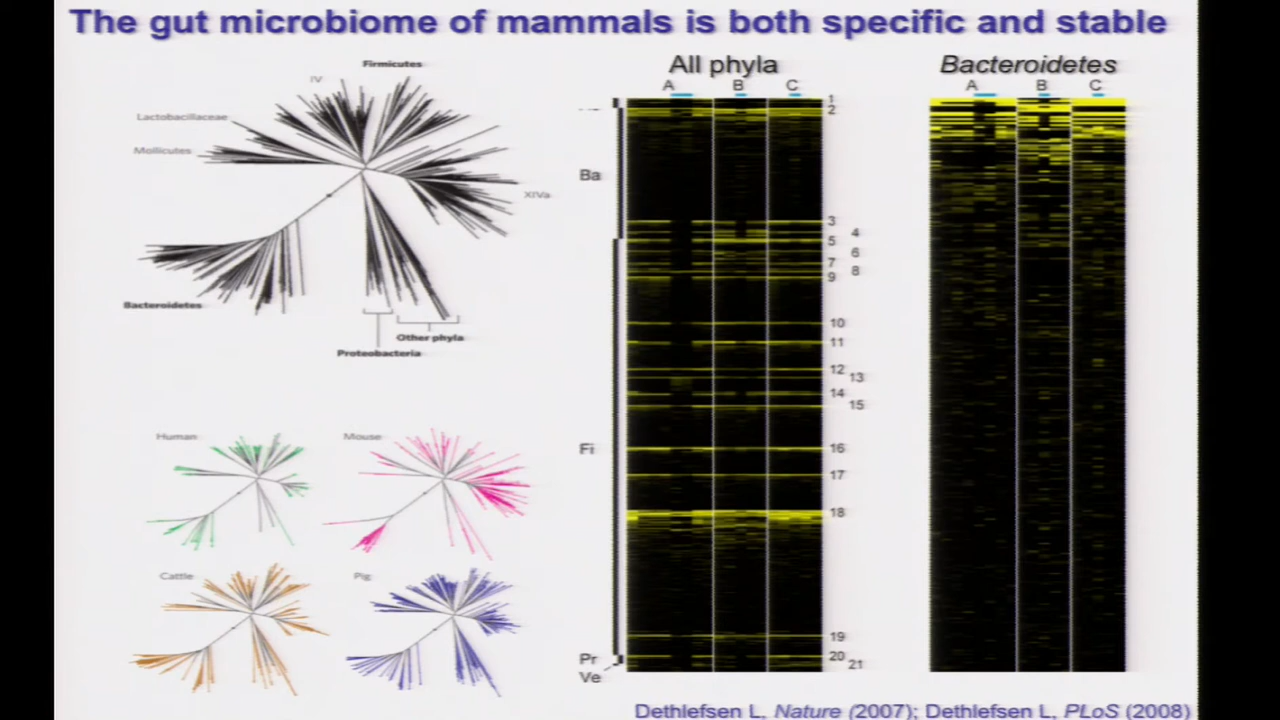 The gut microbiome of mammals is both specific and stable
Firmicutes
IV
Lactobacillaceae
Mollicutes
XIVa
Bacteroidetes
Other phyla
Proteobacteria
Human
Mouse
Cattle
Pig
All phyla
A B C
1
2
Ba
3
4
5
6
7
8
9
10
11
12
13
14
15
Fi
16
17
18
19
Pr
20
21
Ve
Bacteroidetes
A B C
Dethlefsen L, Nature (2007); Dethlefsen L, PLoS (2008)